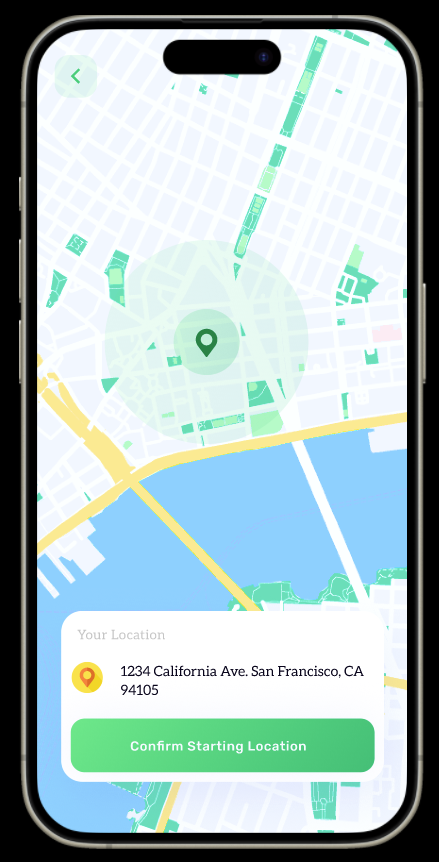 Your Location
1234 California Ave. San Francisco, CA
94105
Confirm Starting Location